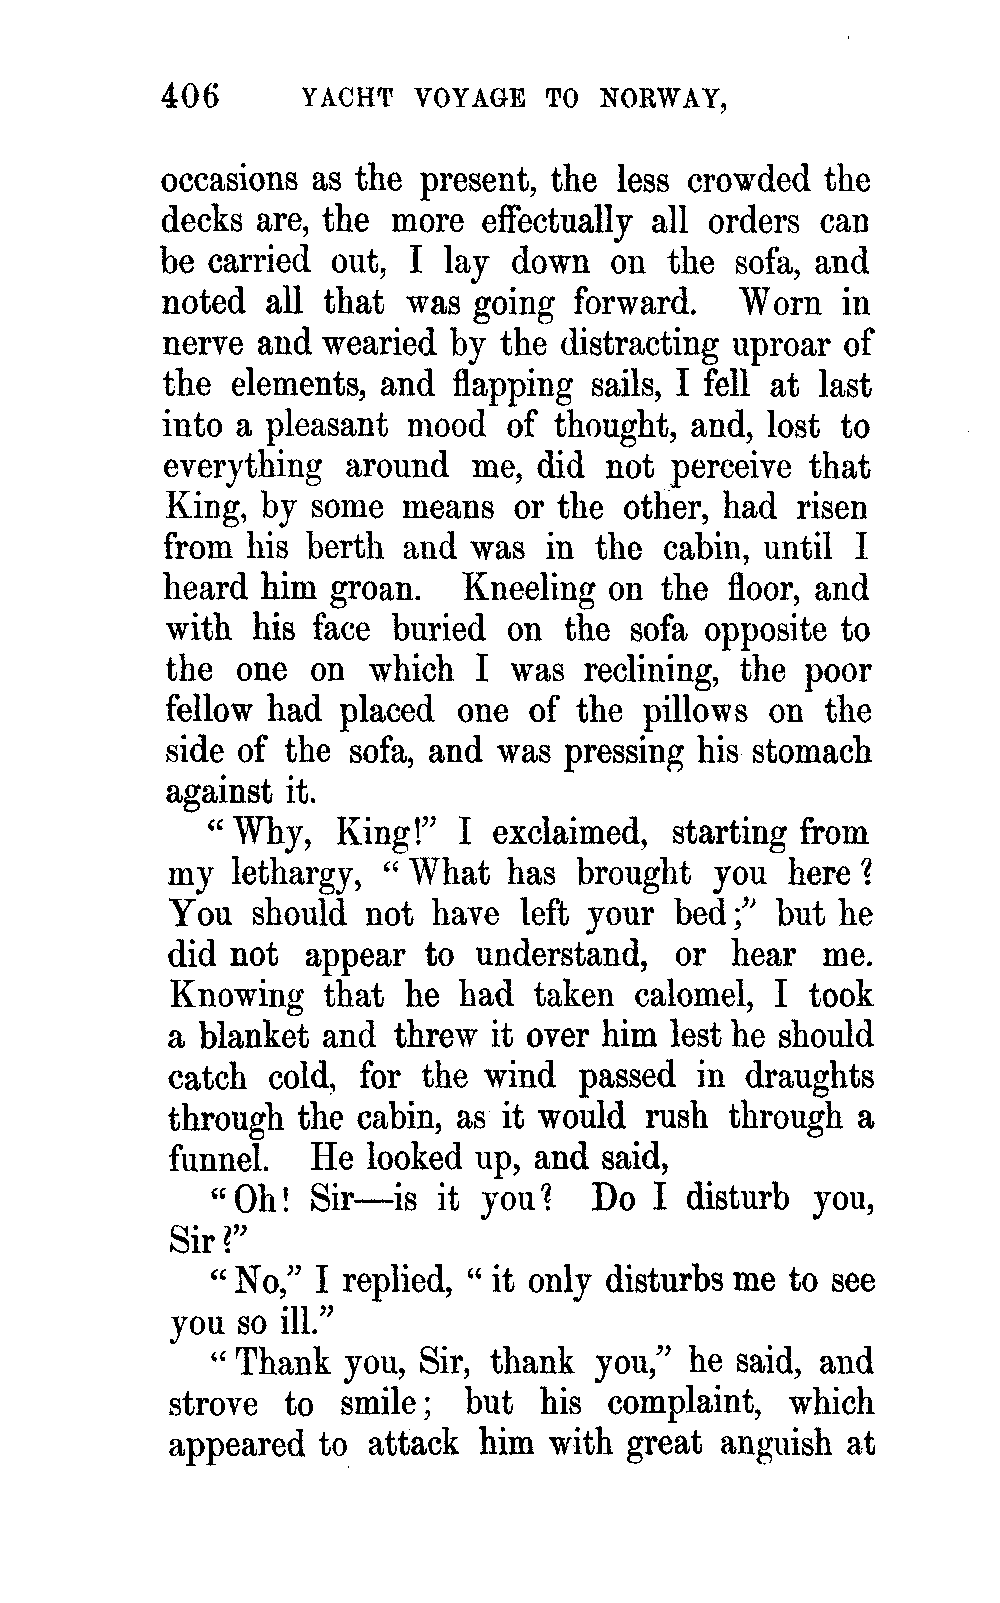 406 YACHT VOYAGE TO NORWAY,
occasions as the present, the less crowded the
decks are, the more effectually all orders can
be carried out, I lay down on the sofa, and
noted all that was going forward. Worn in
nerve and wearied by the distracting uproar of
the elements, and flapping sails, I fell at last
into a pleasant mood of thought, and, lost to
everything around me, did not perceive that
King, by some means or the other, had risen
from his berth and was in the cabin, until I
heard him groan. Kneeling on the floor, and
with his face buried on the sofa opposite to
the one on which I was reclining, the poor
fellow had placed one of the pillows on the
side of the sofa, and was pressing his stomach
against it.
“Why, King!” I exclaimed, starting from
my lethargy, “What has brought you here?
You should not have left your bed;” but he
did not appear to understand, or hear me.
Knowing that he had taken calomel, I took
a blanket and threw it over him lest he should
catch cold, for the wind passed in draughts
through the cabin, as it would rush through a
funnel. He looked up, and said,
“Oh! Sir—is it you? Do I disturb you,
Sir?”
“No,” I replied, “it only disturbs me to see
you so ill.”
“Thank you, Sir, thank you,” he said, and
strove to smile; but his complaint, which
appeared to attack him with great anguish at